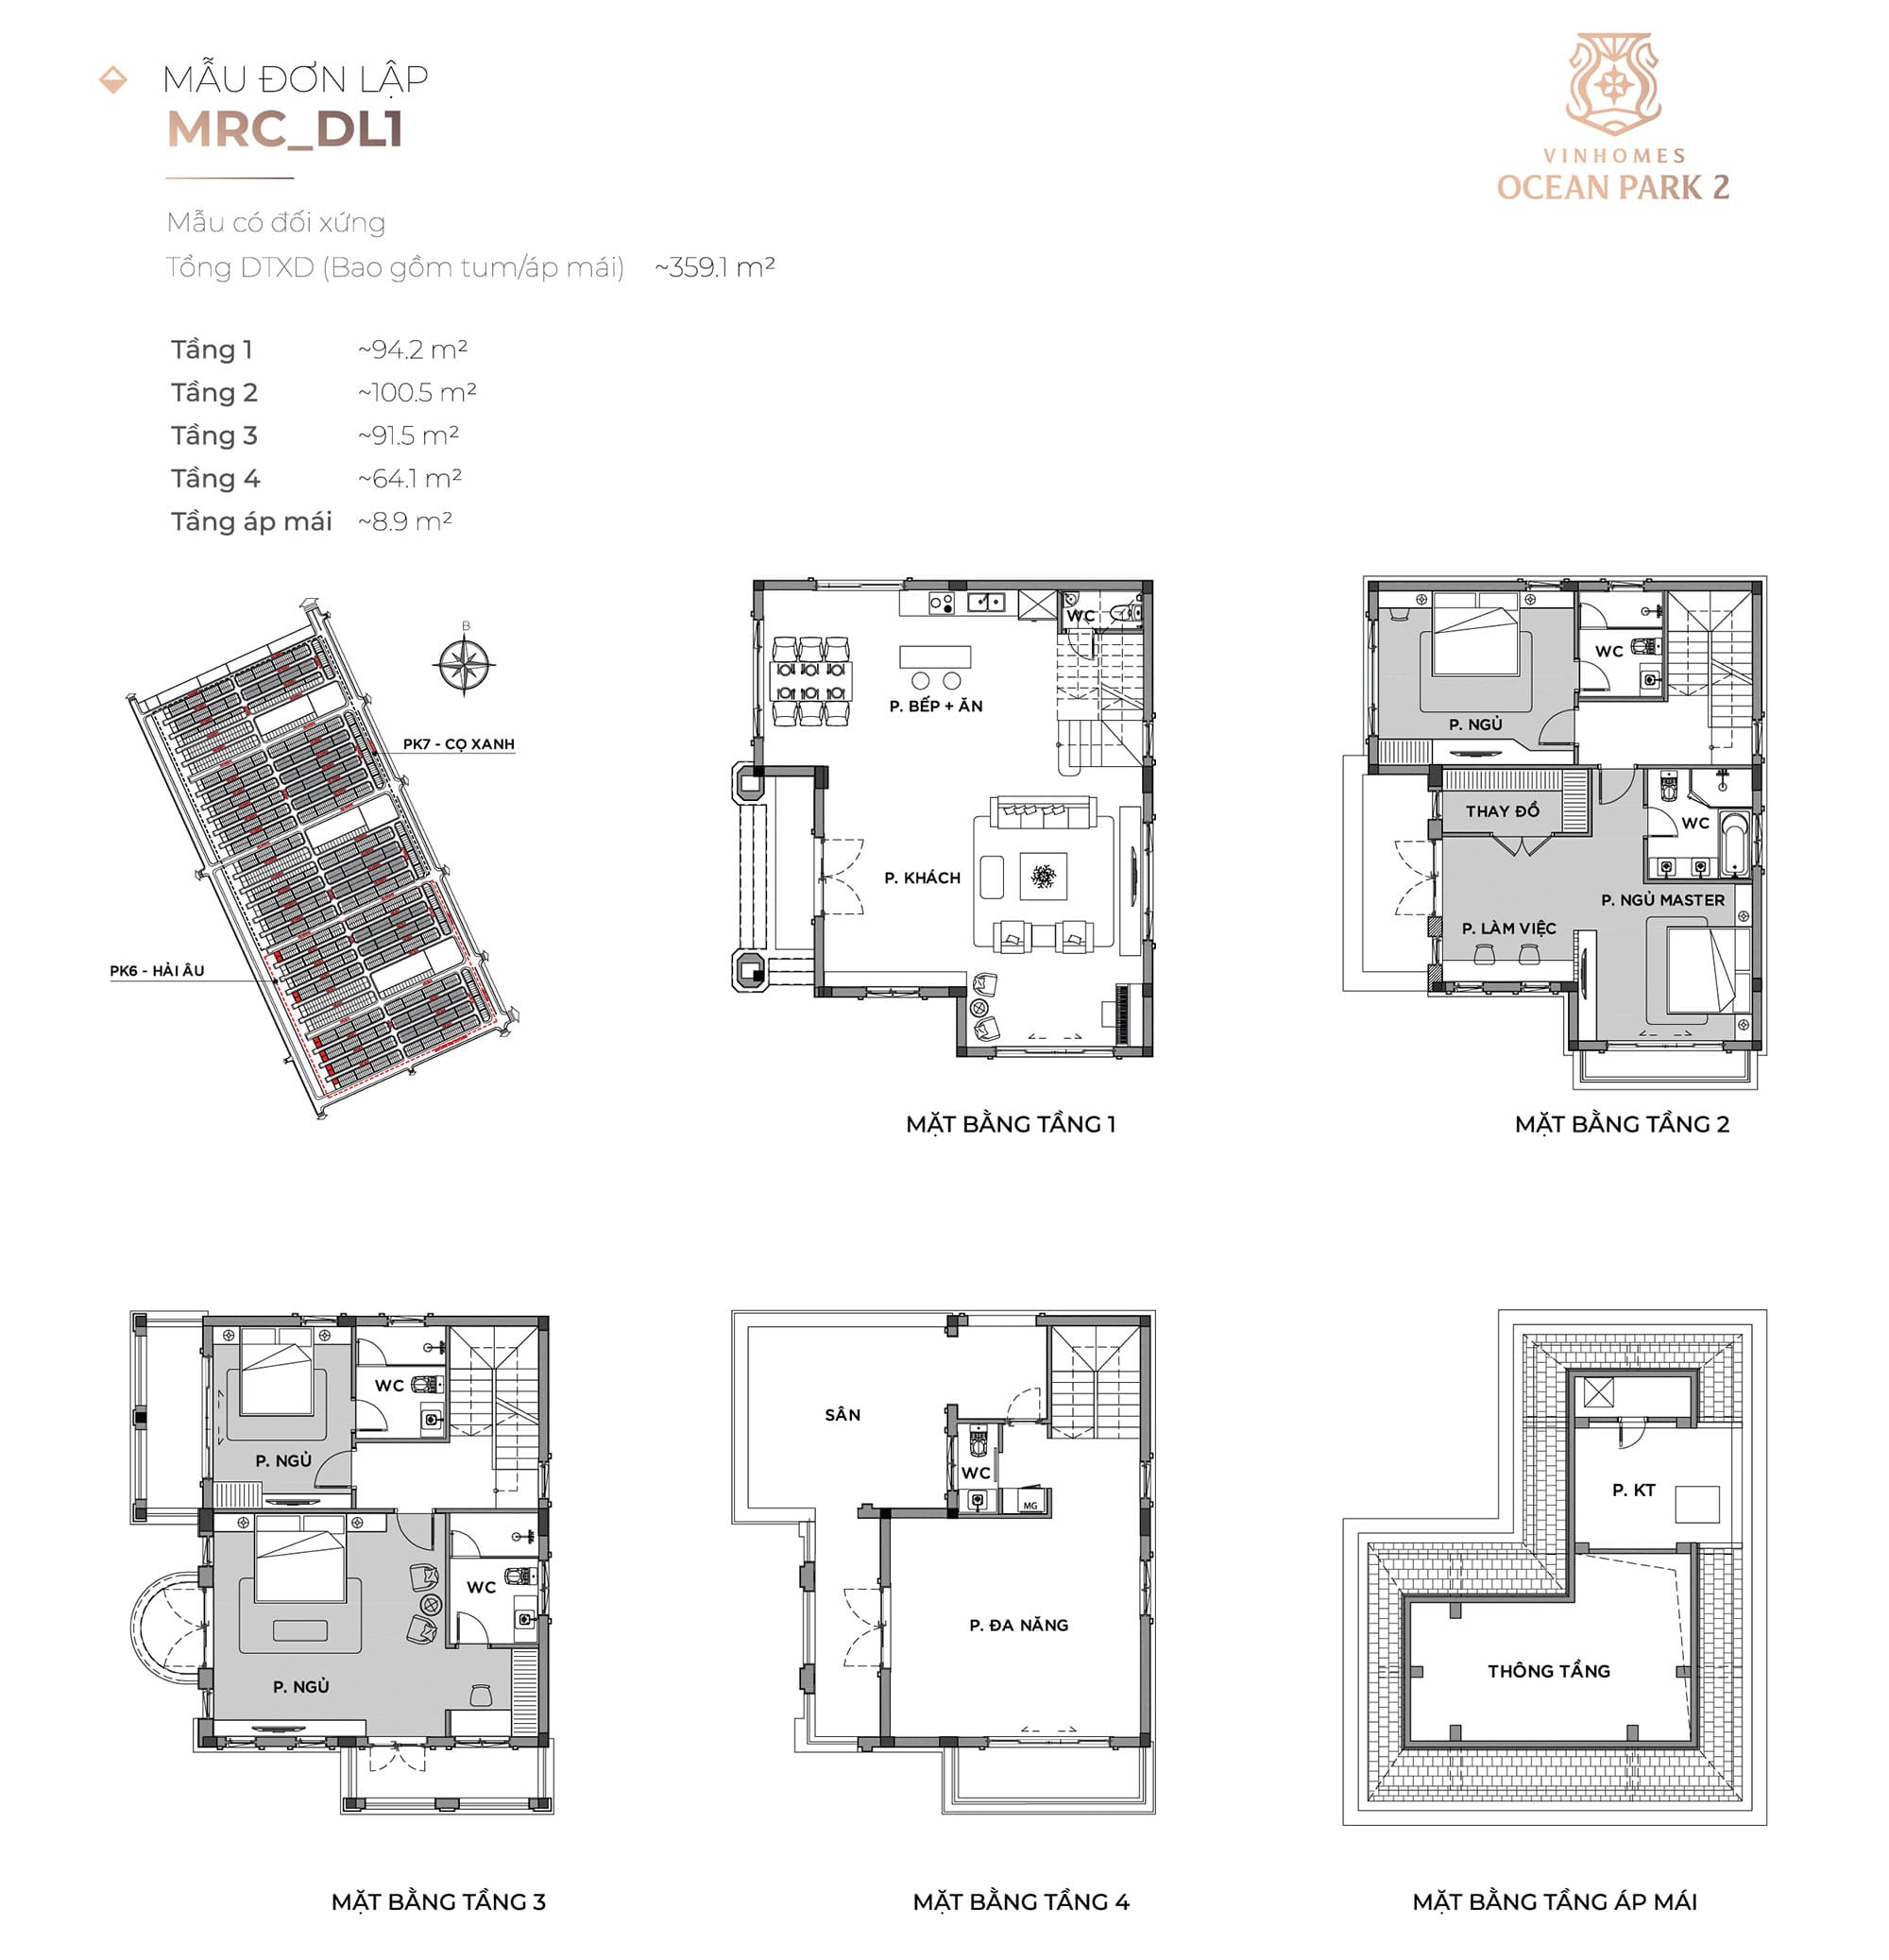 MẪU ĐƠN LẬP
MRC_DL1
VINHOMES
OCEAN PARK 2
Mẫu có đối xứng
Tổng DTXD (Bao gồm tum/áp mái) ~359.1 m²
Tầng 1 ~94.2 m²
Tầng 2 ~100.5 m²
Tầng 3 ~91.5 m²
Tầng 4 ~64.1 m²
Tầng áp mái ~8.9 m²
B
PK7 - CỌ XANH
PK6 - HẢI ÂU
WC
P. BẾP + ĂN
P. KHÁCH
MẶT BẰNG TẦNG 1
WC
P. NGỦ
THAY ĐỒ
WC
P. NGỦ MASTER
P. LÀM VIỆC
MẶT BẰNG TẦNG 2
WC
P. NGỦ
WC
P. NGỦ
MẶT BẰNG TẦNG 3
SÂN
WC
MG
P. ĐA NĂNG
MẶT BẰNG TẦNG 4
P. KT
THÔNG TẦNG
MẶT BẰNG TẦNG ÁP MÁI